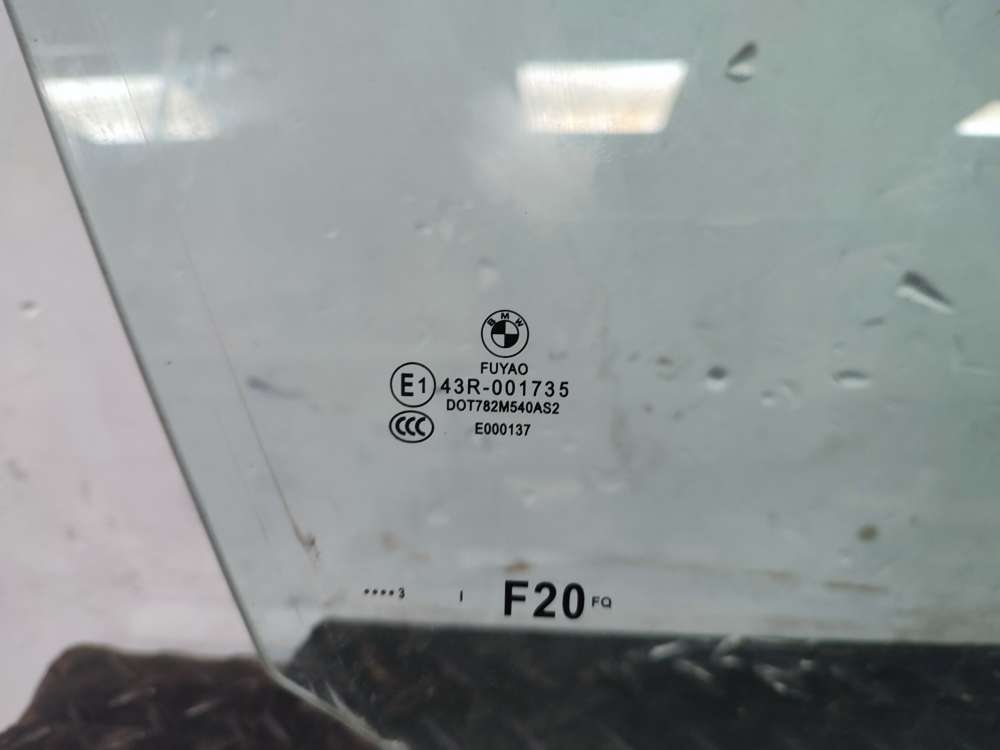 BMW
FUYAO
E1 43R-001735
DOT782M540AS2
CCC E000137
••••3 I F20 FQ